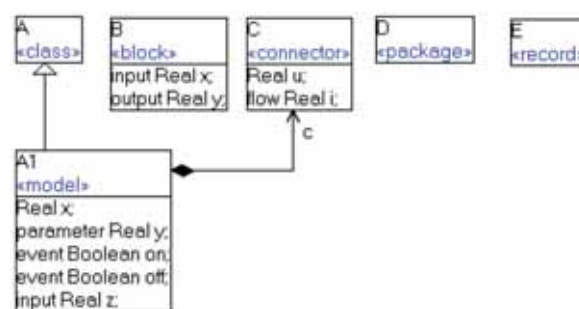 A
«class»
B
«block»
input Real x;
output Real y;
C
«connector»
Real u;
flow Real i;
D
«package»
E
«record»
c
A1
«model»
Real x;
parameter Real y;
event Boolean on;
event Boolean off;
input Real z;